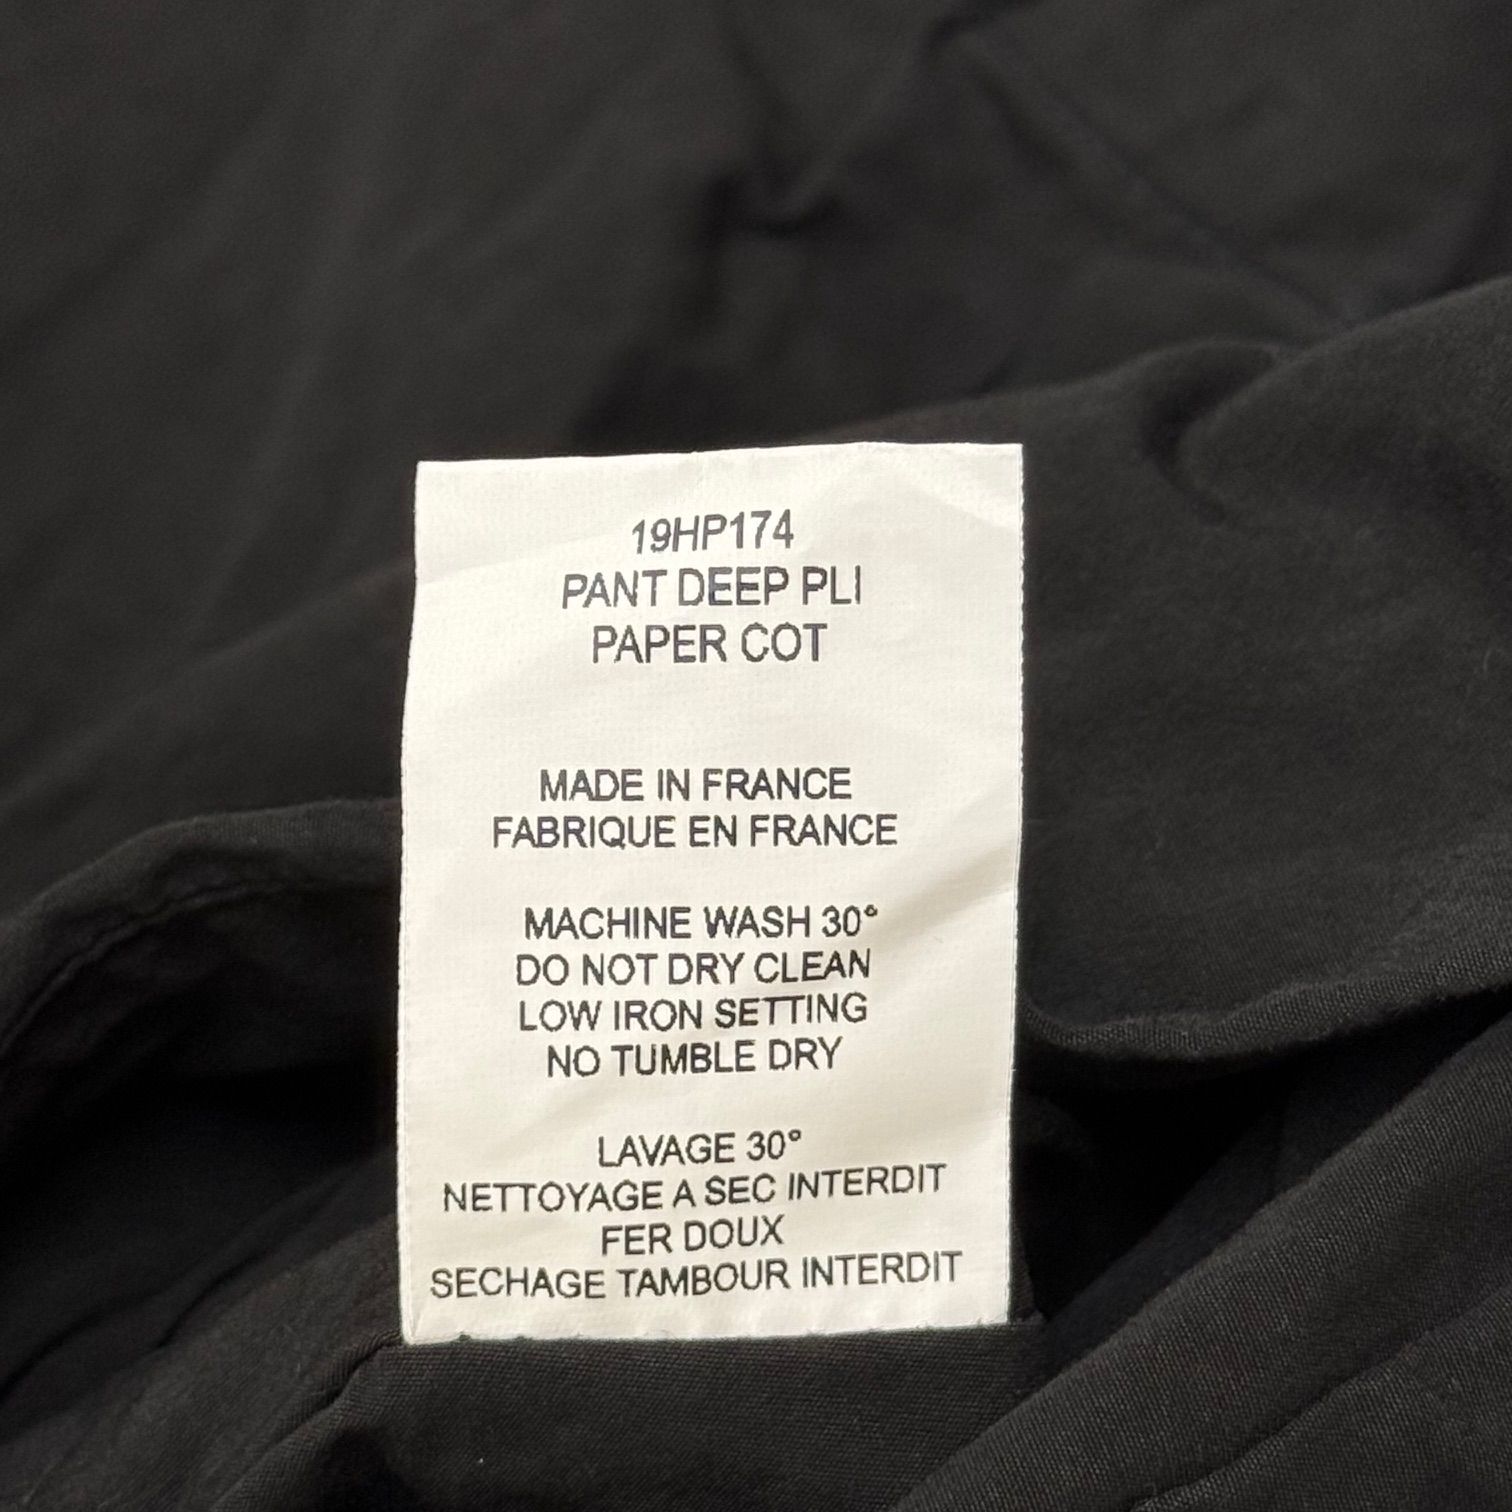 19HP174
PANT DEEP PLI
PAPER COT
MADE IN FRANCE
FABRIQUE EN FRANCE
MACHINE WASH 30°
DO NOT DRY CLEAN
LOW IRON SETTING
NO TUMBLE DRY
LAVAGE 30°
NETTOYAGE A SEC INTERDIT
FER DOUX
SECHAGE TAMBOUR INTERDIT